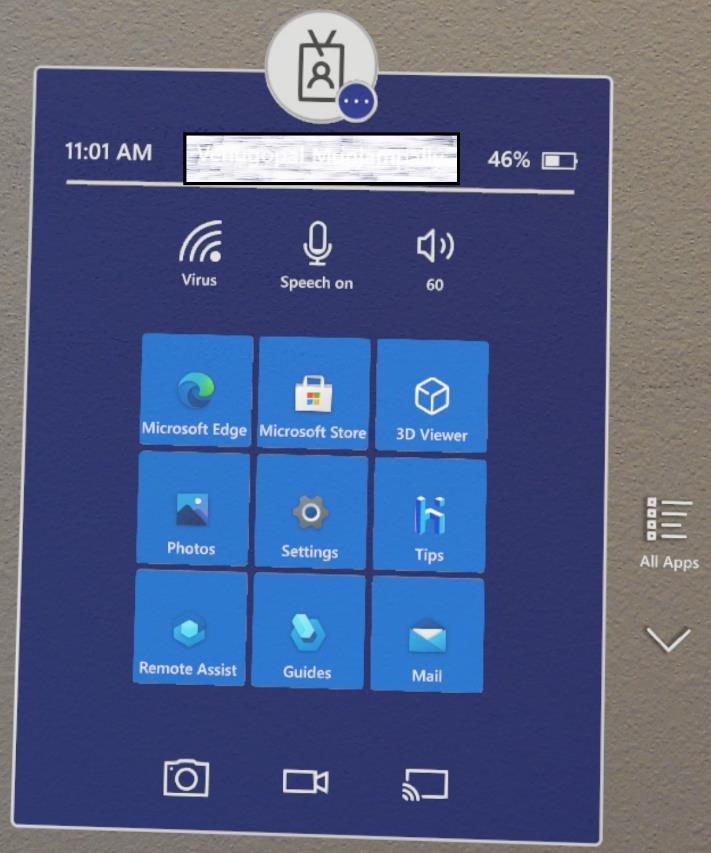 11:01 AM 46%
Virus Speech on 60
Microsoft Edge Microsoft Store 3D Viewer
Photos Settings Tips
All Apps
Remote Assist Guides Mail